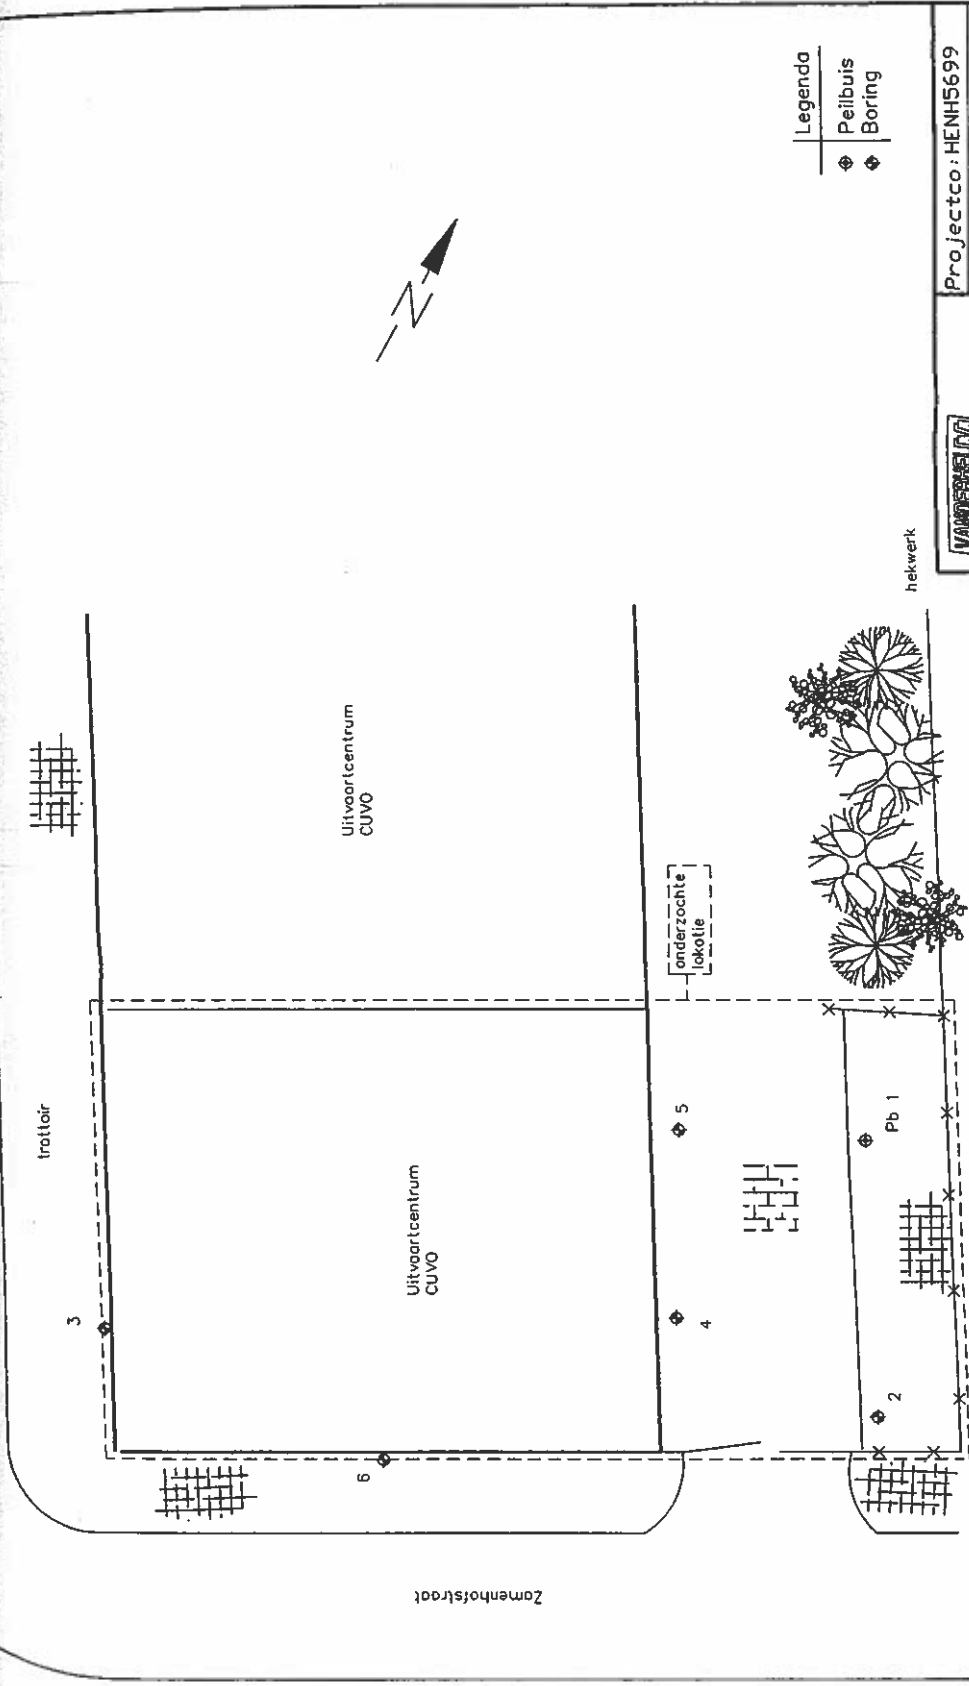 trottoir
3
6
Uitvaartcentrum
CUVO
Uitvaartcentrum
CUVO
onderzochte
lokatie
4
5
2
Pb 1
hekwerk
Zamenhofstraat
N
Legenda
Peilbuis
Boring
Projectco: HENH5699